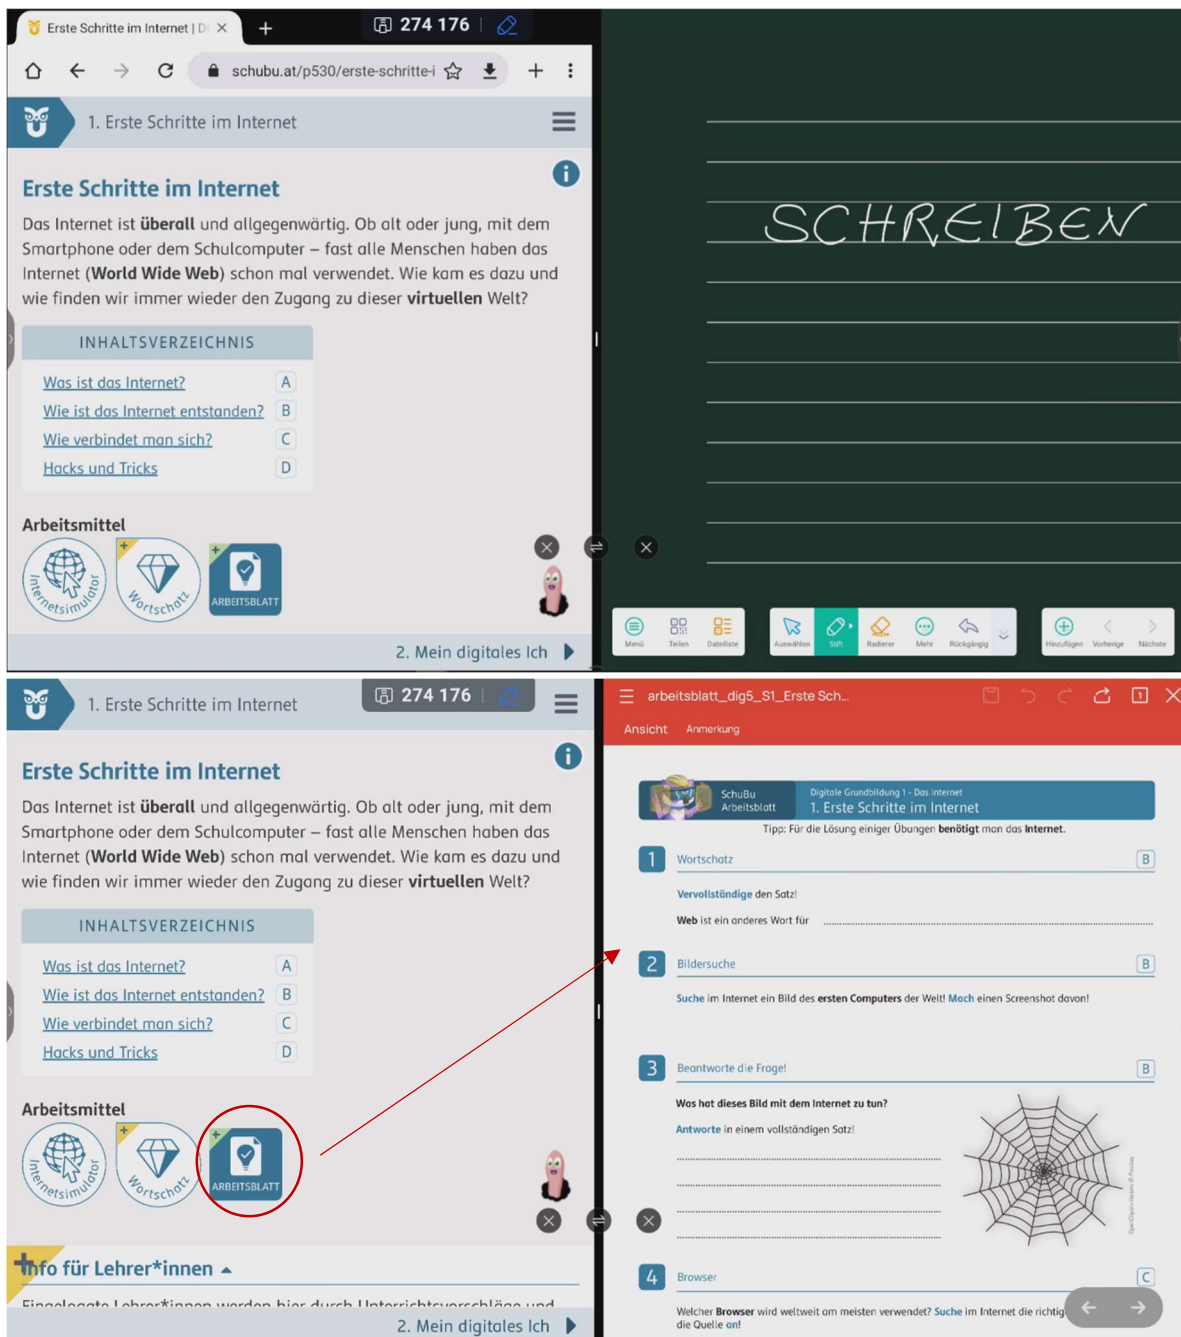 Erste Schritte im Internet | D
274 176
schubu.at/p530/erste-schritte-i
1. Erste Schritte im Internet
Erste Schritte im Internet
Das Internet ist überall und allgegenwärtig. Ob alt oder jung, mit dem
Smartphone oder dem Schulcomputer – fast alle Menschen haben das
Internet (World Wide Web) schon mal verwendet. Wie kam es dazu und
wie finden wir immer wieder den Zugang zu dieser virtuellen Welt?
INHALTSVERZEICHNIS
Was ist das Internet? A
Wie ist das Internet entstanden? B
Wie verbindet man sich? C
Hacks und Tricks D
Arbeitsmittel
Internetsimulator
Wortschatz
ARBEITSBLATT
2. Mein digitales Ich
SCHREIBEN
Menü Teilen Dateiliste Auswählen Stift Radierer Mehr Rückgängig Hinzufügen Vorherige Nächste
1. Erste Schritte im Internet
274 176
Erste Schritte im Internet
Das Internet ist überall und allgegenwärtig. Ob alt oder jung, mit dem
Smartphone oder dem Schulcomputer – fast alle Menschen haben das
Internet (World Wide Web) schon mal verwendet. Wie kam es dazu und
wie finden wir immer wieder den Zugang zu dieser virtuellen Welt?
INHALTSVERZEICHNIS
Was ist das Internet? A
Wie ist das Internet entstanden? B
Wie verbindet man sich? C
Hacks und Tricks D
Arbeitsmittel
Internetsimulator
Wortschatz
ARBEITSBLATT
Info für Lehrer*innen
Eingeloggte Lehrer*innen werden hier durch Unterrichtsvorschläge und
2. Mein digitales Ich
arbeitsblatt_dig5_S1_Erste Sch...
1
Ansicht Anmerkung
SchuBu
Arbeitsblatt
Digitale Grundbildung 1 - Das Internet
1. Erste Schritte im Internet
Tipp: Für die Lösung einiger Übungen benötigt man das Internet.
1 Wortschatz B
Vervollständige den Satz!
Web ist ein anderes Wort für
2 Bildersuche B
Suche im Internet ein Bild des ersten Computers der Welt! Mach einen Screenshot davon!
3 Beantworte die Frage! B
Was hat dieses Bild mit dem Internet zu tun?
Antworte in einem vollständigen Satz!
4 Browser C
Welcher Browser wird weltweit am meisten verwendet? Suche im Internet die richtig
die Quelle an!